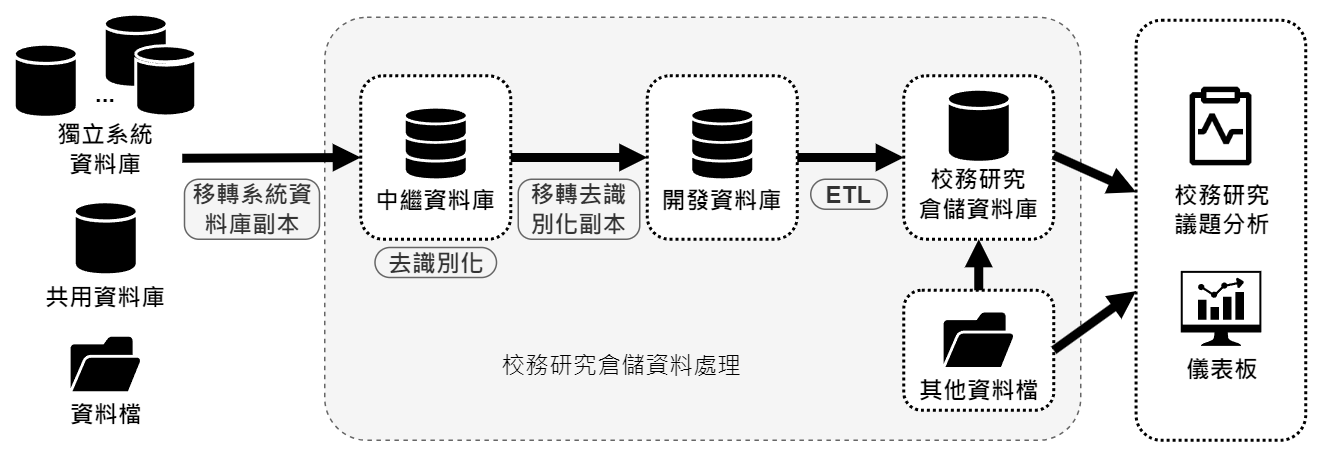 ...
獨立系統
資料庫
共用資料庫
資料檔
移轉系統資
料庫副本
中繼資料庫
去識別化
移轉去識
別化副本
開發資料庫
ETL
校務研究
倉儲資料庫
其他資料檔
校務研究倉儲資料處理
校務研究
議題分析
儀表板